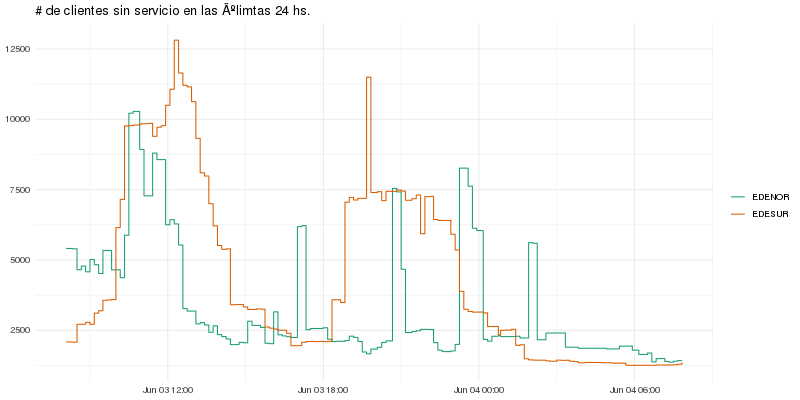 # de clientes sin servicio en las Ãºlimtas 24 hs.
12500
10000
7500
5000
2500
Jun 03 12:00
Jun 03 18:00
Jun 04 00:00
Jun 04 06:00
EDENOR
EDESUR